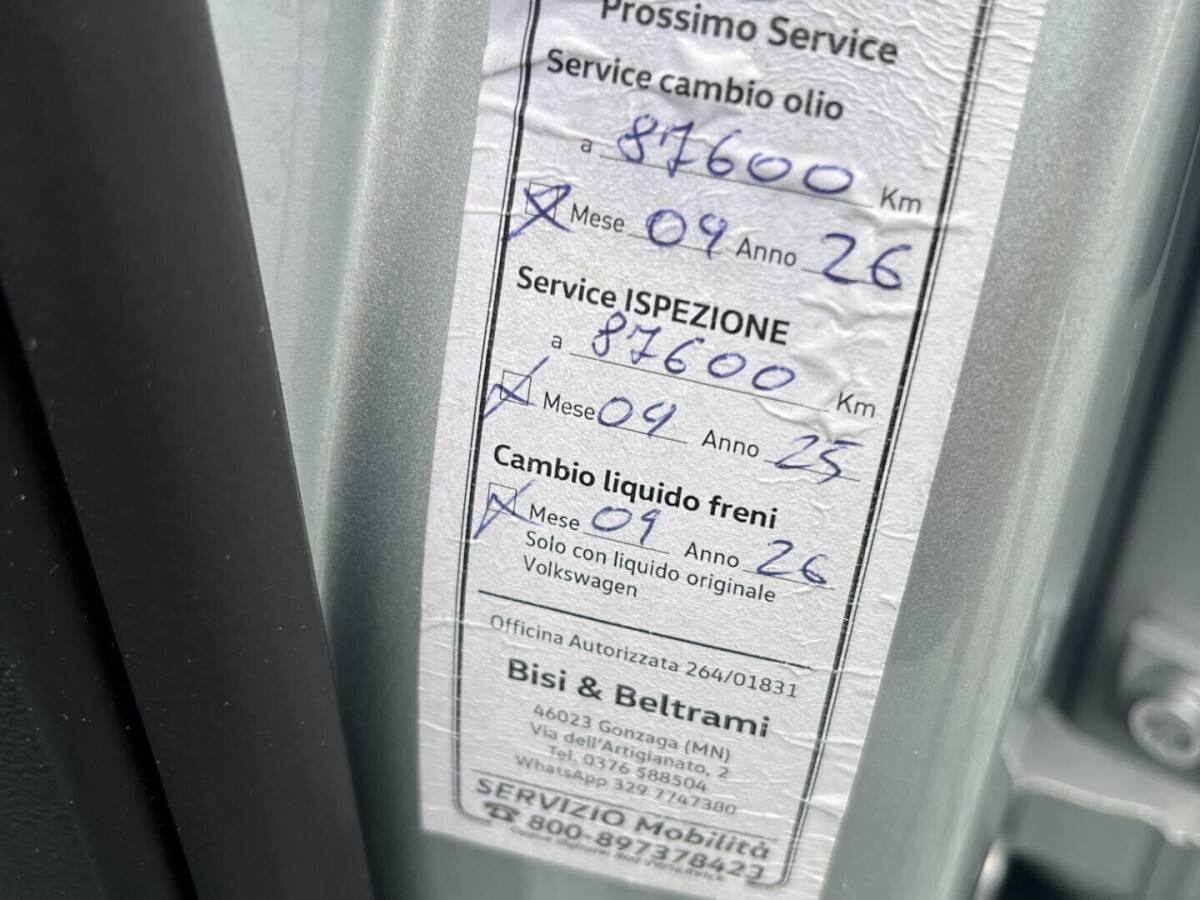 Prossimo Service
Service cambio olio
a 87600 Km
Mese 09 Anno 26
Service ISPEZIONE
a 87600 Km
Mese 09 Anno 25
Cambio liquido freni
Mese 09 Anno 26
Solo con liquido originale
Volkswagen
Officina Autorizzata 264/01831
Bisi & Beltrami
46023 Gonzaga (MN)
Via dell'Artigianato, 2
Tel. 0376 588504
WhatsApp 329 7747380
SERVIZIO Mobilità
☎ 800-897378423